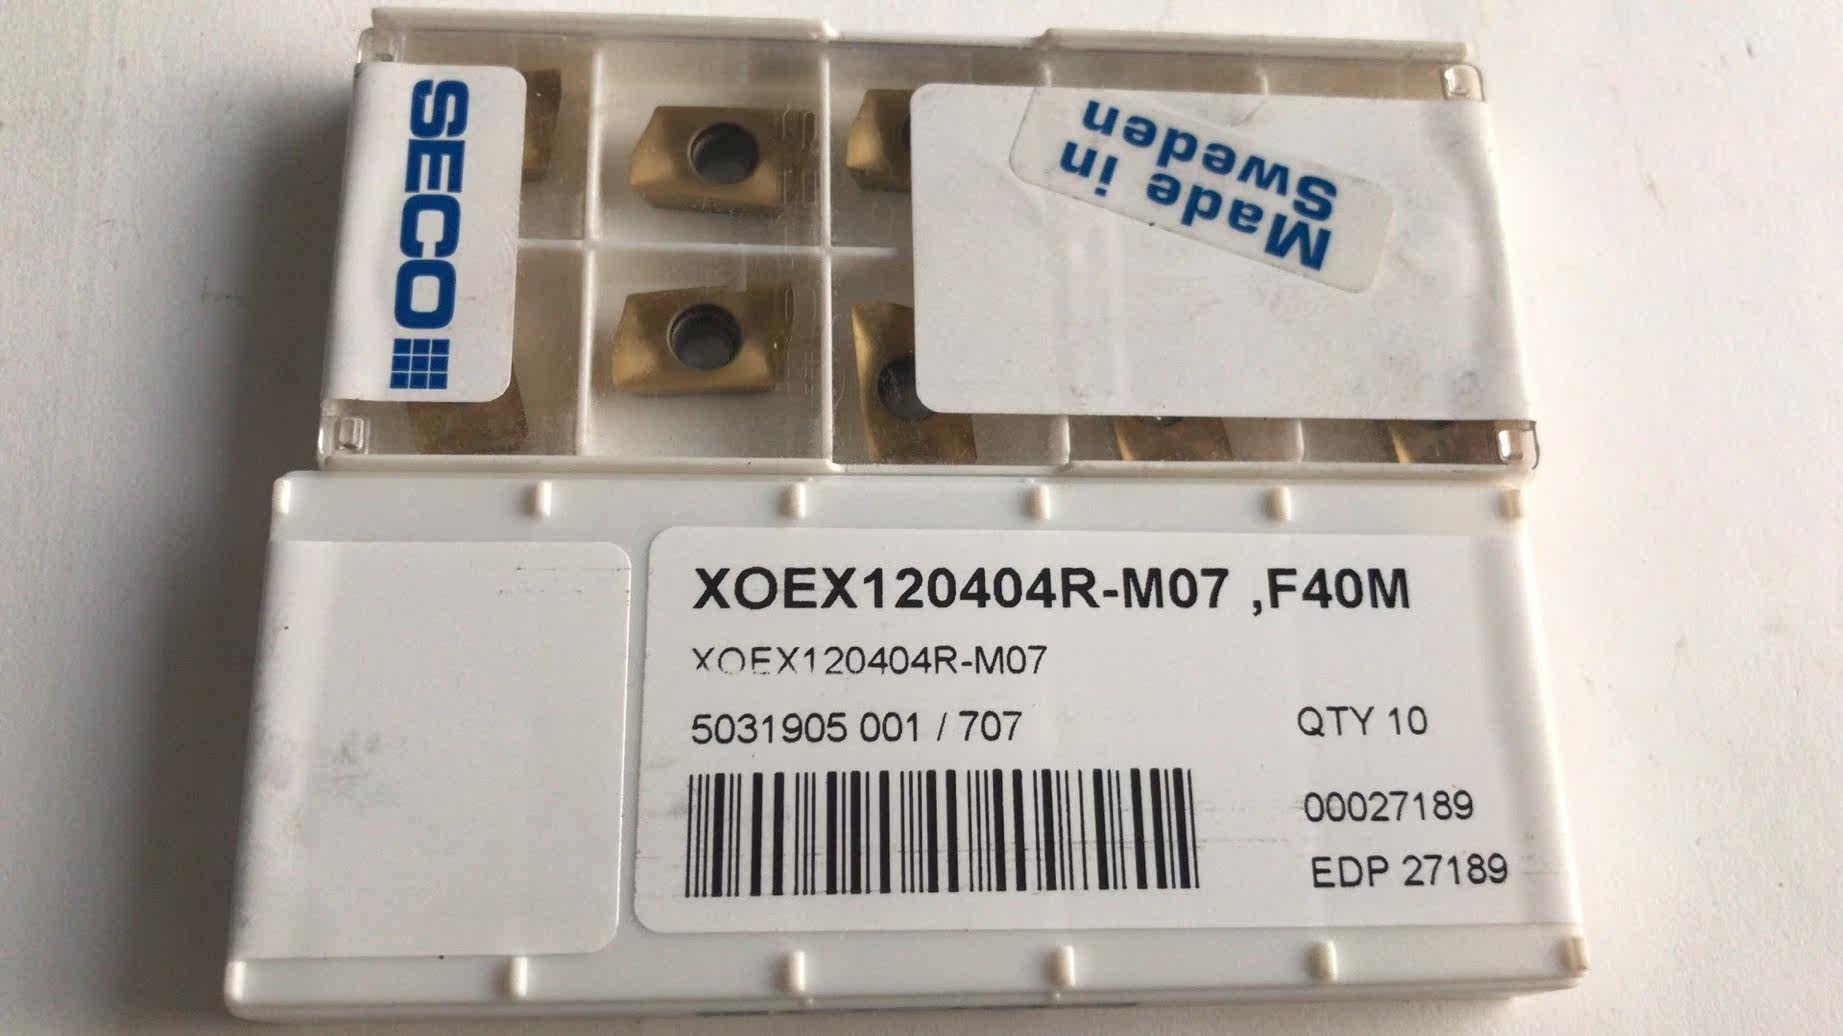 SECO
Made in
Sweden
XOEX120404R-M07 ,F40M
XOEX120404R-M07
5031905 001 / 707
QTY 10
00027189
EDP 27189